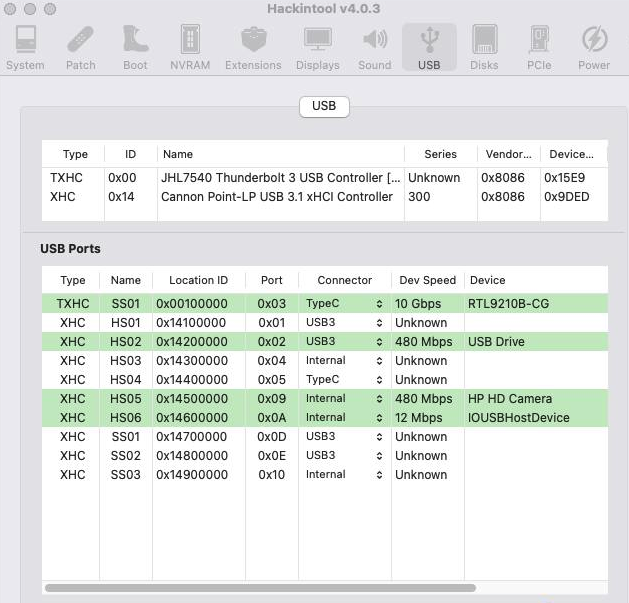 Hackintool v4.0.3
System Patch Boot NVRAM Extensions Displays Sound USB Disks PCIe Power
USB
Type ID Name Series Vendor... Device...
TXHC 0x00 JHL7540 Thunderbolt 3 USB Controller [... Unknown 0x8086 0x15E9
XHC 0x14 Cannon Point-LP USB 3.1 xHCI Controller 300 0x8086 0x9DED
USB Ports
Type Name Location ID Port Connector Dev Speed Device
TXHC SS01 0x00100000 0x03 TypeC 10 Gbps RTL9210B-CG
XHC HS01 0x14100000 0x01 USB3 Unknown
XHC HS02 0x14200000 0x02 USB3 480 Mbps USB Drive
XHC HS03 0x14300000 0x04 Internal Unknown
XHC HS04 0x14400000 0x05 TypeC Unknown
XHC HS05 0x14500000 0x09 Internal 480 Mbps HP HD Camera
XHC HS06 0x14600000 0x0A Internal 12 Mbps IOUSBHostDevice
XHC SS01 0x14700000 0x0D USB3 Unknown
XHC SS02 0x14800000 0x0E USB3 Unknown
XHC SS03 0x14900000 0x10 Internal Unknown